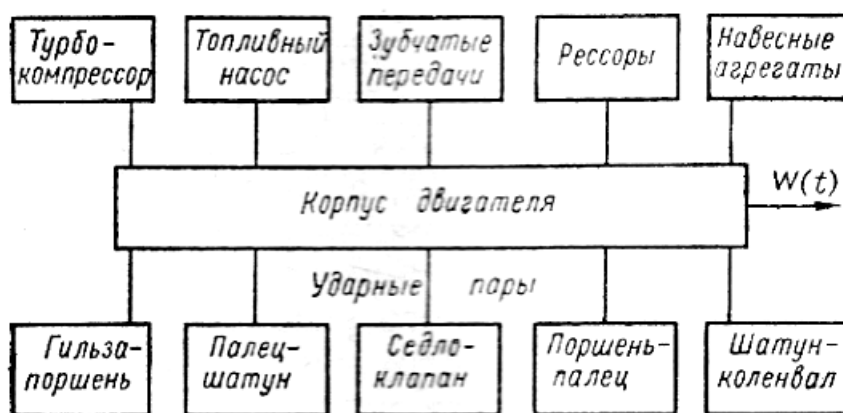 Турбо-
компрессор
Топливный
насос
Зубчатые
передачи
Рессоры
Навесные
агрегаты
Корпус двигателя
W(t)
Ударные пары
Гильза-
поршень
Палец-
шатун
Седло-
клапан
Поршень-
палец
Шатун-
коленвал